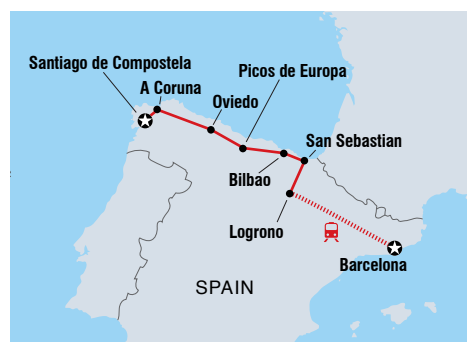 Santiago de Compostela
A Coruna
Picos de Europa
Oviedo
San Sebastian
Bilbao
Logrono
Barcelona
SPAIN